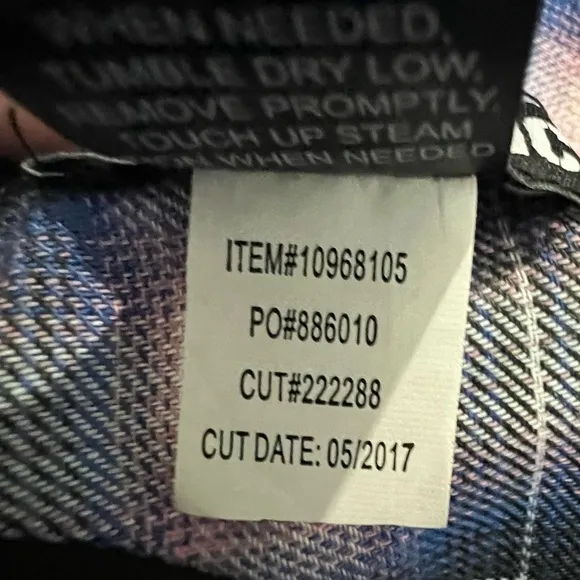 WHEN NEEDED.
TUMBLE DRY LOW.
REMOVE PROMPTLY.
TOUCH UP STEAM
IRON WHEN NEEDED
ITEM#10968105
PO#886010
CUT#222288
CUT DATE: 05/2017